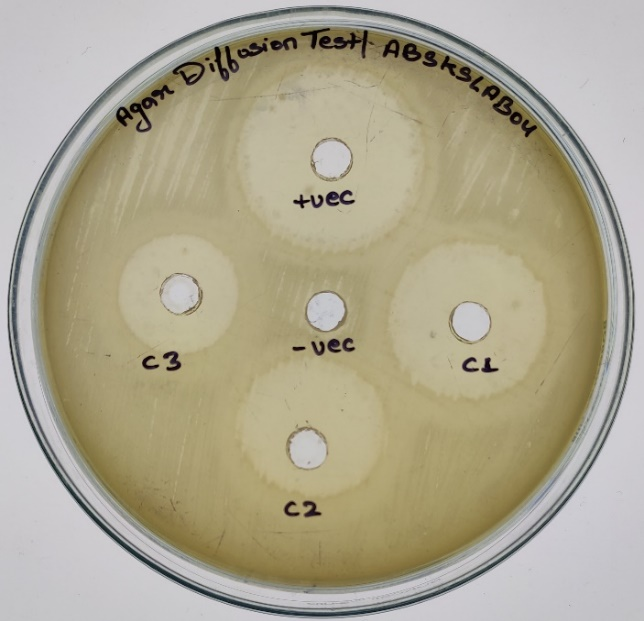 Agar Diffusion Test/ ABSKSLAB04
+vec
-vec
C3
C1
C2